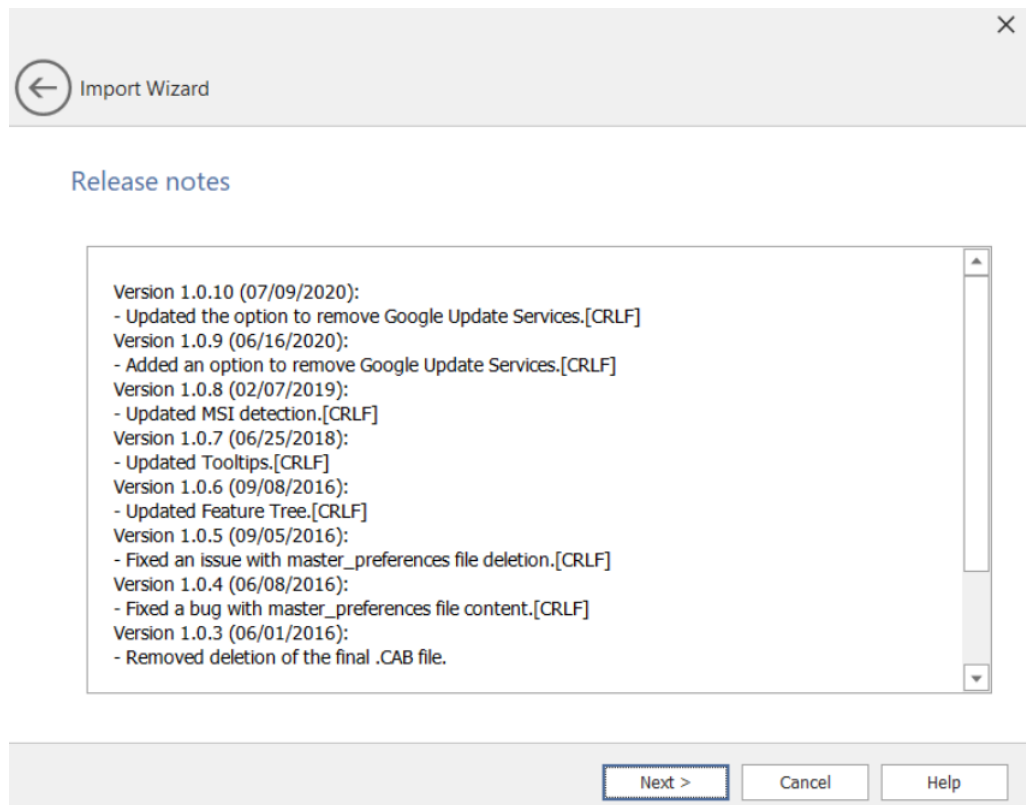 Import Wizard
Release notes
Version 1.0.10 (07/09/2020):
- Updated the option to remove Google Update Services.[CRLF]
Version 1.0.9 (06/16/2020):
- Added an option to remove Google Update Services.[CRLF]
Version 1.0.8 (02/07/2019):
- Updated MSI detection.[CRLF]
Version 1.0.7 (06/25/2018):
- Updated Tooltips.[CRLF]
Version 1.0.6 (09/08/2016):
- Updated Feature Tree.[CRLF]
Version 1.0.5 (09/05/2016):
- Fixed an issue with master_preferences file deletion.[CRLF]
Version 1.0.4 (06/08/2016):
- Fixed a bug with master_preferences file content.[CRLF]
Version 1.0.3 (06/01/2016):
- Removed deletion of the final .CAB file.
Next > Cancel Help